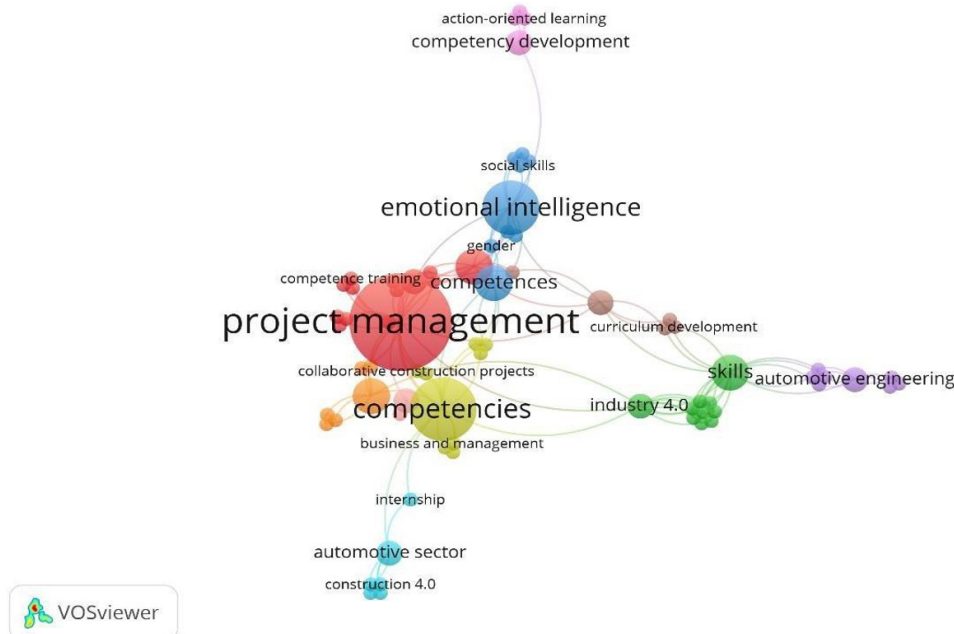 action-oriented learning
competency development
social skills
emotional intelligence
gender
competence training
competences
project management
curriculum development
collaborative construction projects
skills
automotive engineering
competencies
industry 4.0
business and management
internship
automotive sector
construction 4.0
VOSviewer